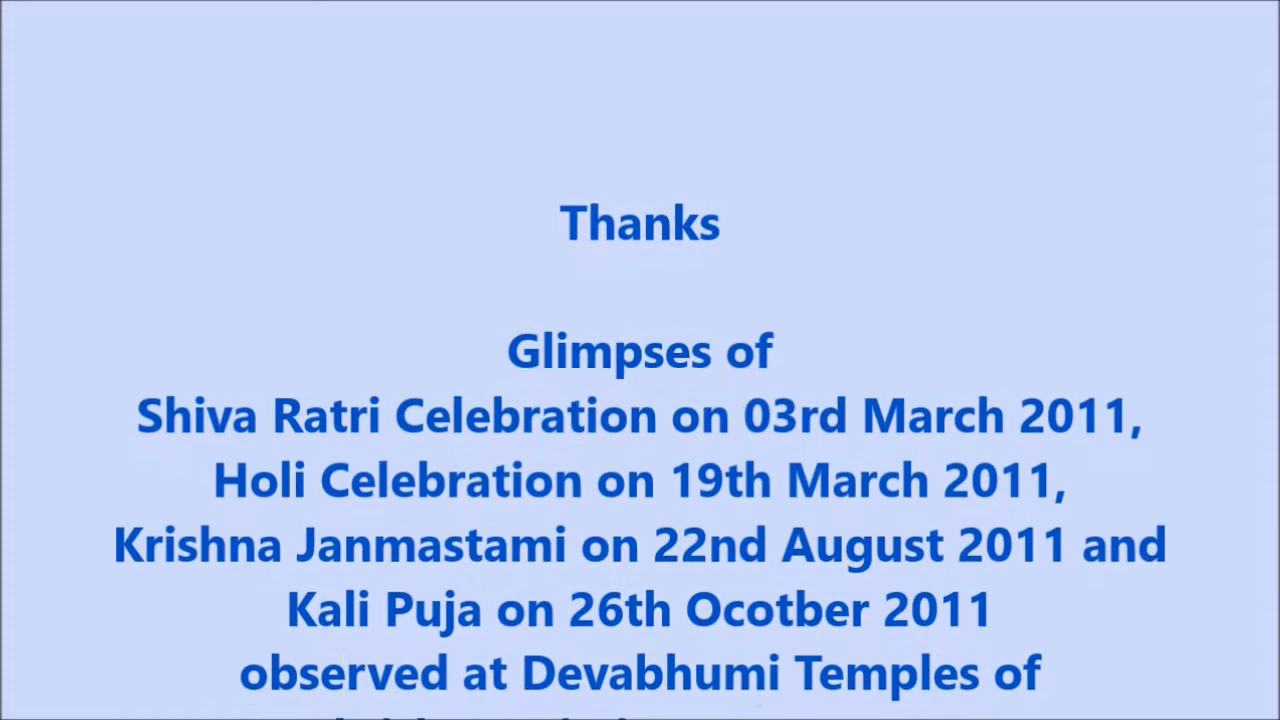 Thanks
Glimpses of
Shiva Ratri Celebration on 03rd March 2011,
Holi Celebration on 19th March 2011,
Krishna Janmastami on 22nd August 2011 and
Kali Puja on 26th Ocotber 2011
observed at Devabhumi Temples of